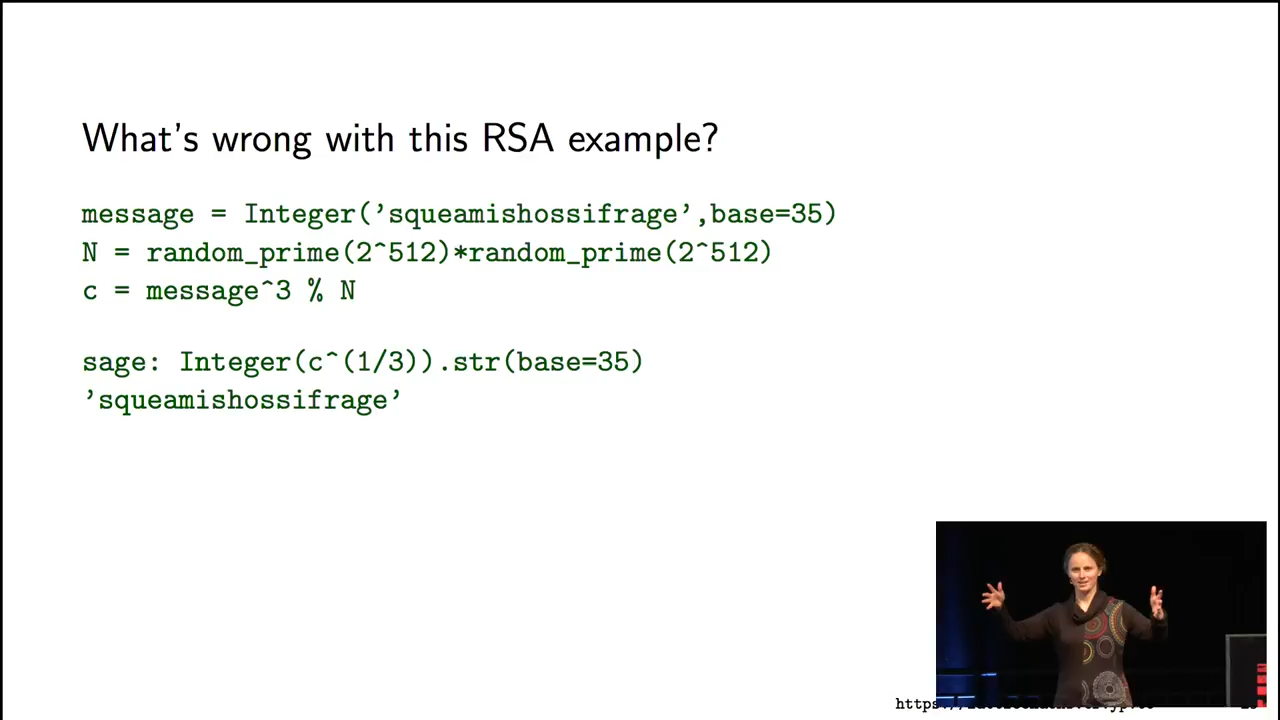 What's wrong with this RSA example?
message = Integer('squeamishossifrage',base=35)
N = random_prime(2^512)*random_prime(2^512)
c = message^3 % N
sage: Integer(c^(1/3)).str(base=35)
'squeamishossifrage'